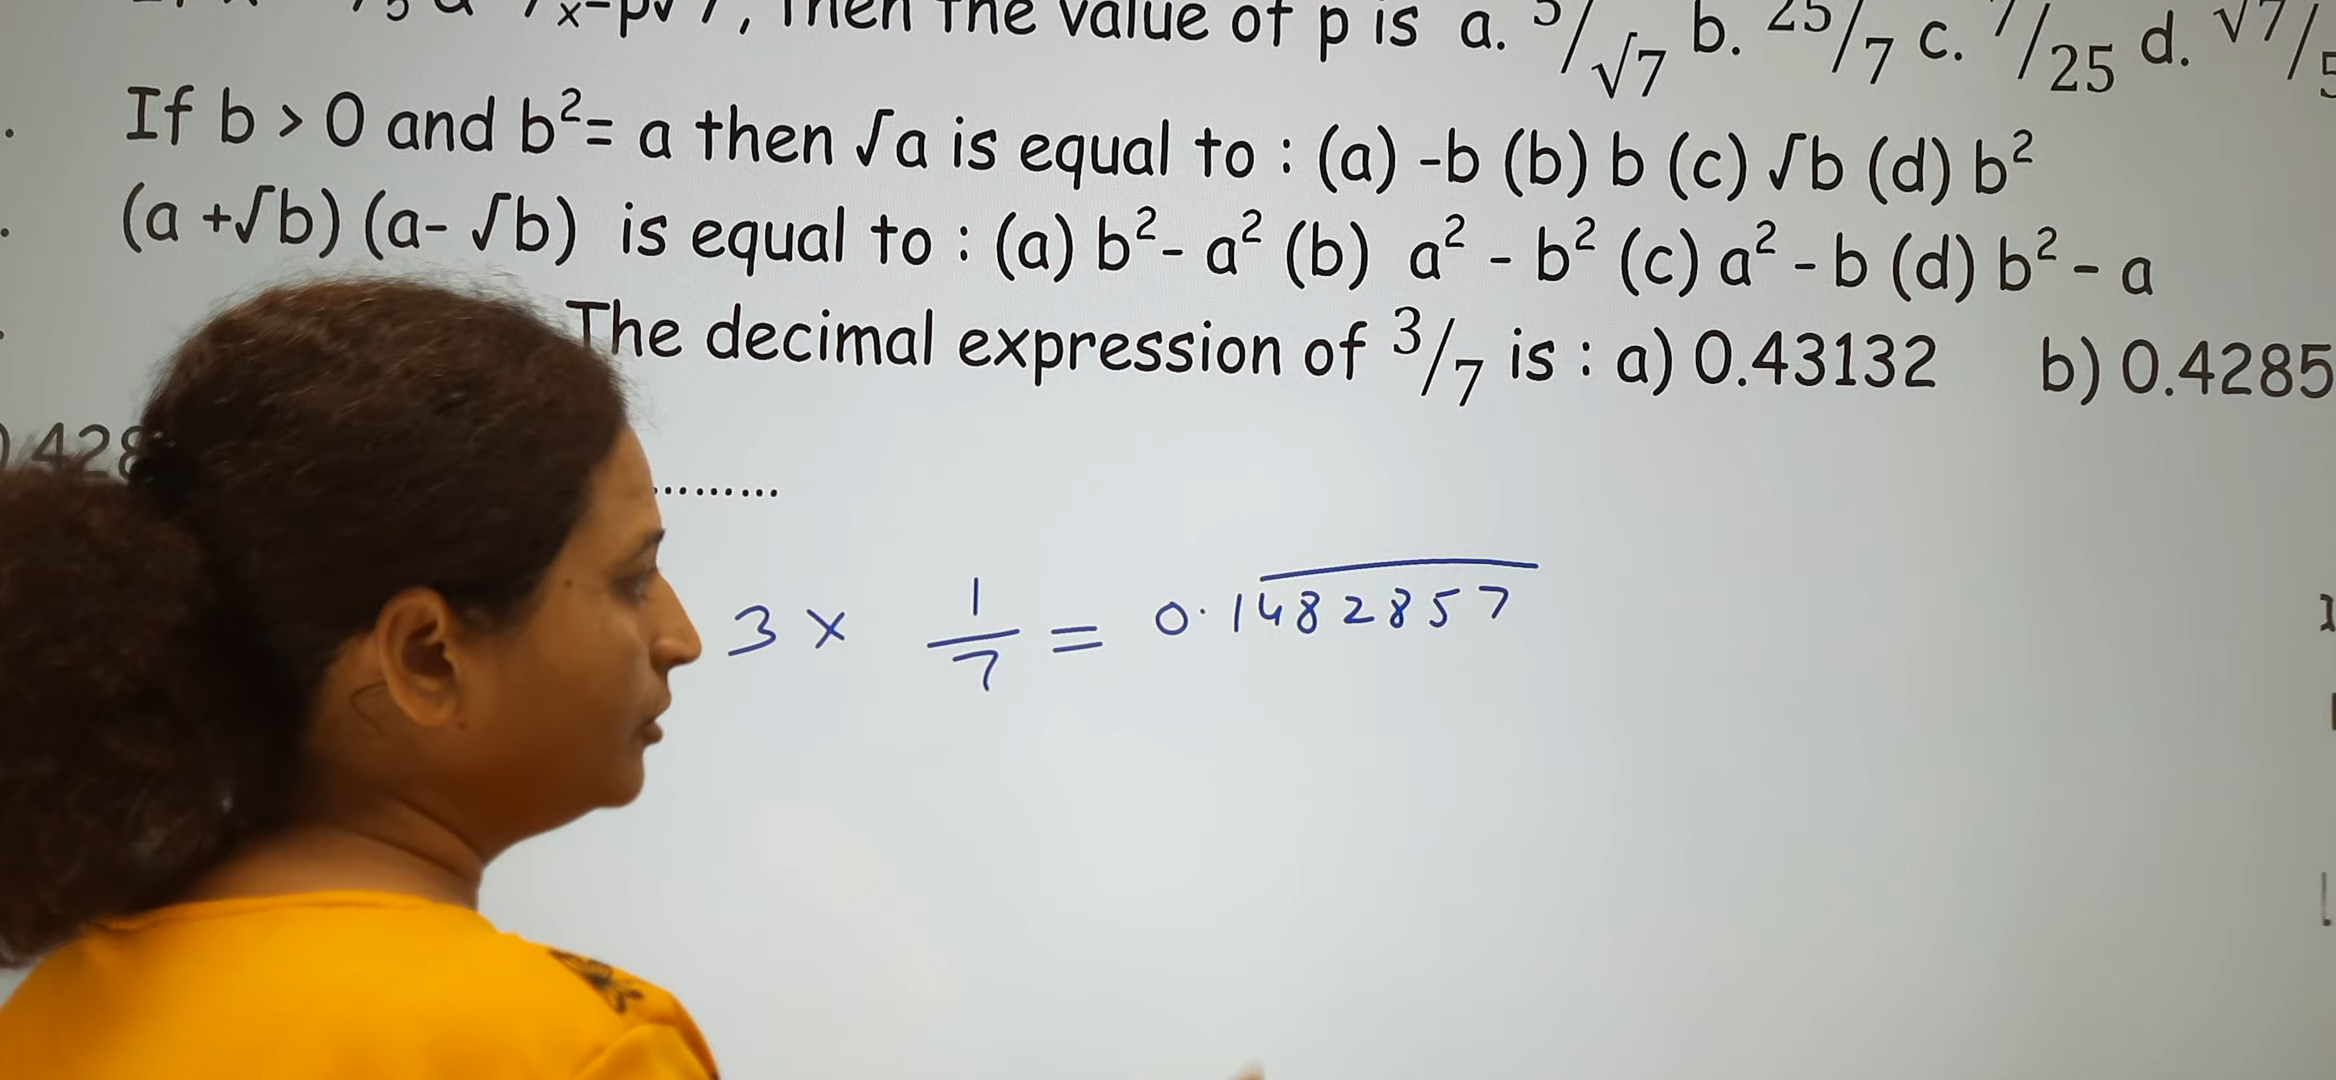 then the value of p is a. 5/√7 b. 25/7 c. 7/25 d. √7/5
If b > 0 and b²= a then √a is equal to : (a) -b (b) b (c) √b (d) b²
(a +√b) (a- √b) is equal to : (a) b²- a² (b) a² - b² (c) a² - b (d) b² - a
The decimal expression of 3/7 is : a) 0.43132 b) 0.4285
.428 .........
3 × 1/7 = 0.1482857